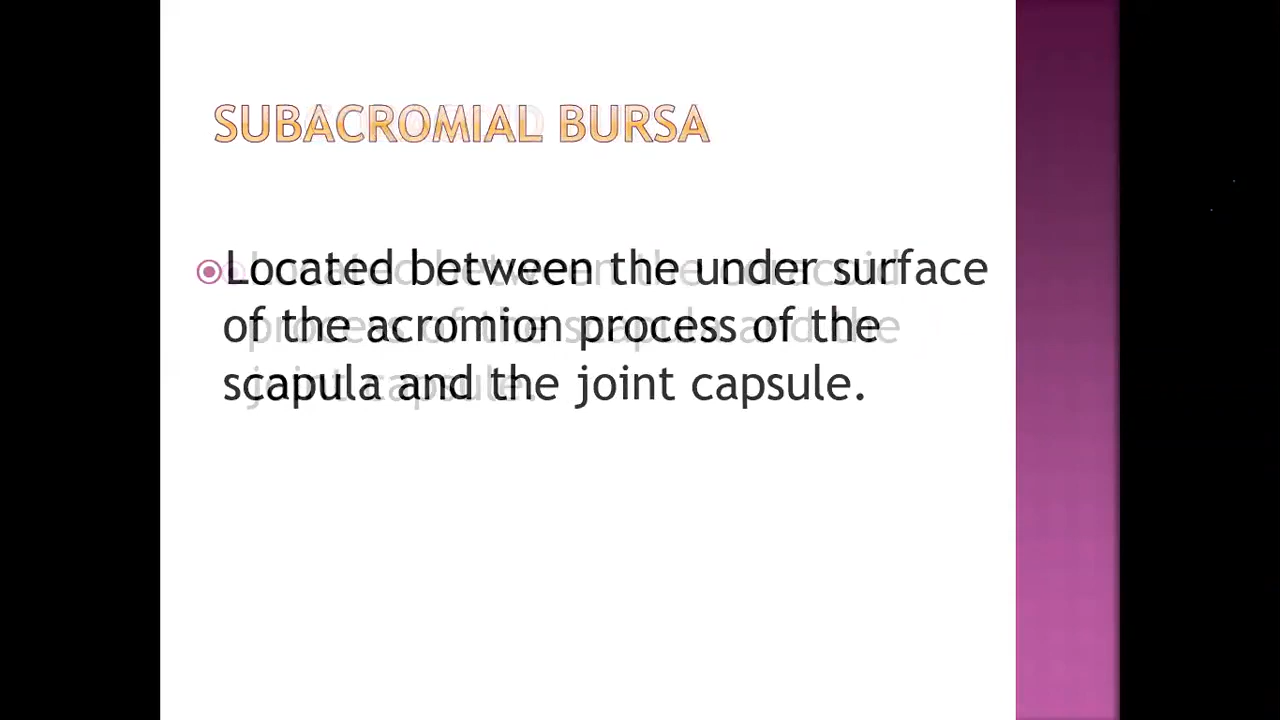 SUBACROMIAL BURSA
Located between the under surface
of the acromion process of the
scapula and the joint capsule.